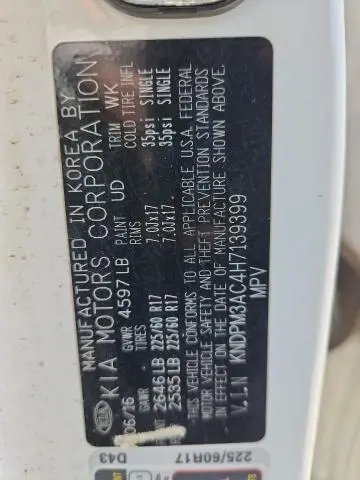 MANUFACTURED IN KOREA BY
KIA KIA MOTORS CORPORATION
06/16 GVWR 4597 LB PAINT UD TRIM WK
GAWR TIRES RIMS COLD TIRE INFL
2646 LB 225/60 R17 7.0Jx17 35psi SINGLE
2535 LB 225/60 R17 7.0Jx17 35psi SINGLE
THIS VEHICLE CONFORMS TO ALL APPLICABLE U.S.A. FEDERAL
MOTOR VEHICLE SAFETY AND THEFT PREVENTION STANDARDS
IN EFFECT ON THE DATE OF MANUFACTURE SHOWN ABOVE.
V.I.N KNDPM3AC4H7139399
MPV
D43 225/60R17